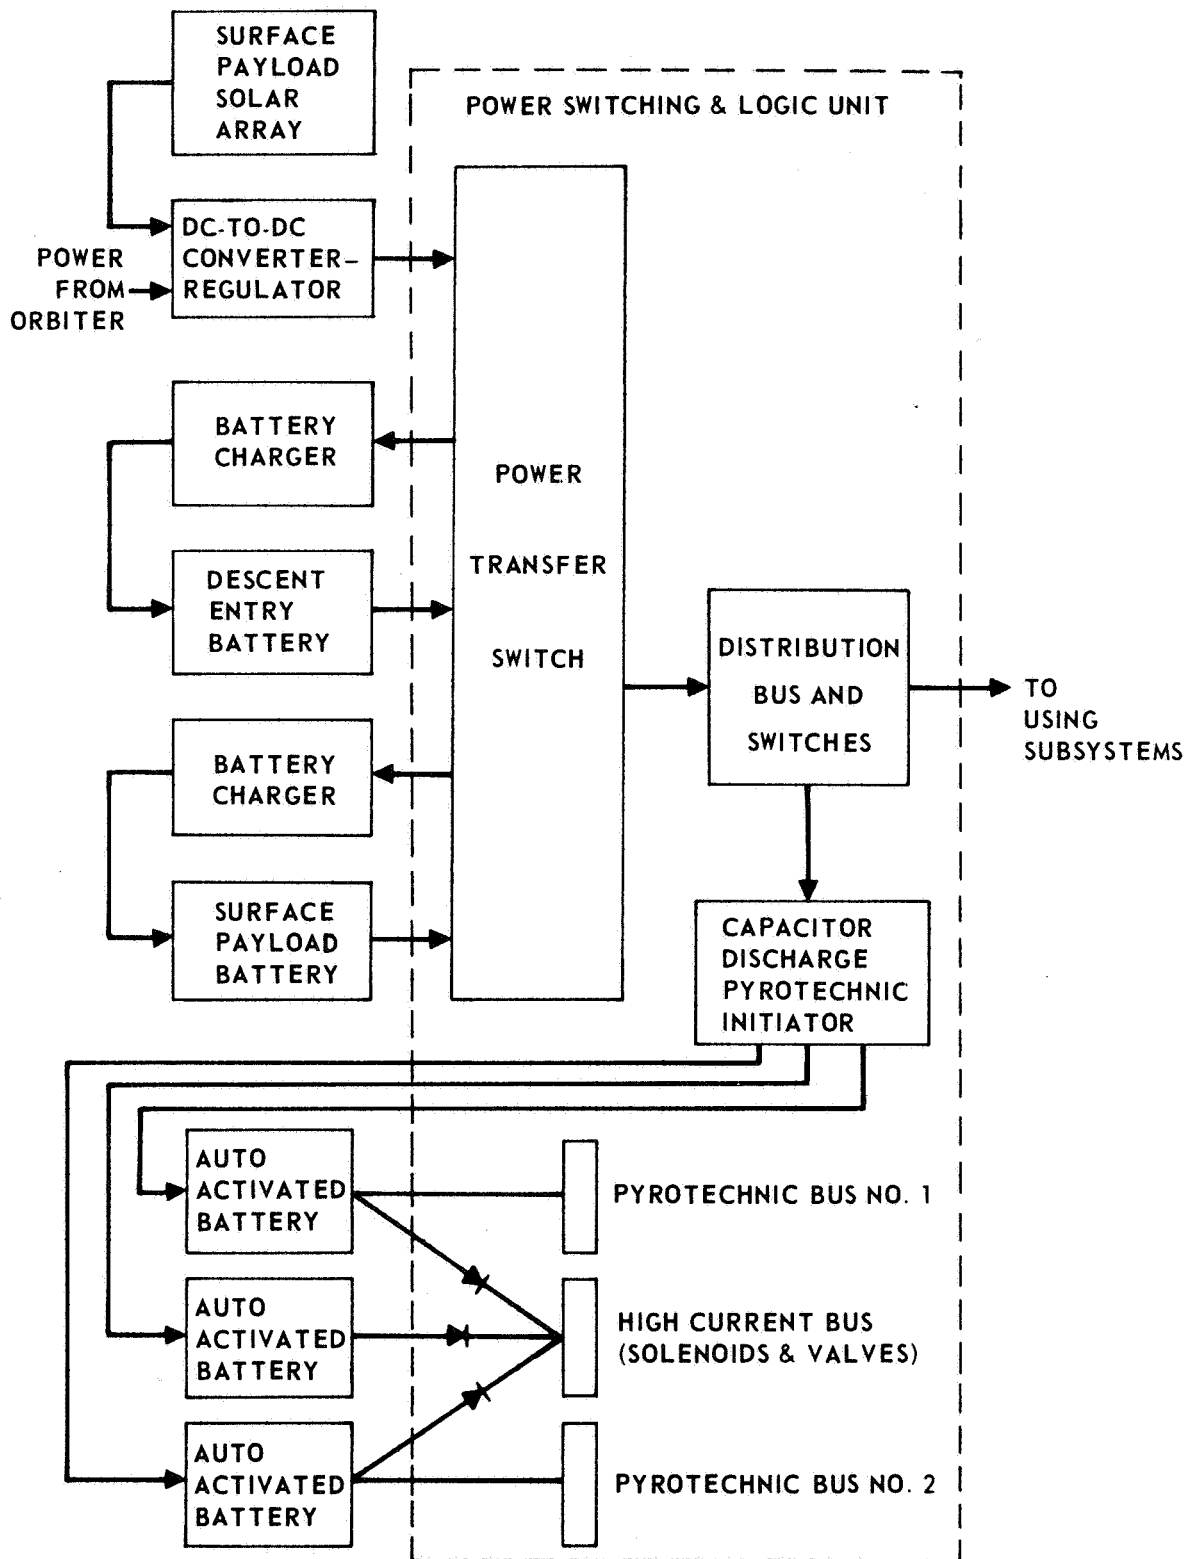 SURFACE
PAYLOAD
SOLAR
ARRAY
POWER SWITCHING & LOGIC UNIT
DC-TO-DC
CONVERTER-
REGULATOR
POWER
FROM
ORBITER
BATTERY
CHARGER
DESCENT
ENTRY
BATTERY
BATTERY
CHARGER
SURFACE
PAYLOAD
BATTERY
POWER
TRANSFER
SWITCH
DISTRIBUTION
BUS AND
SWITCHES
TO
USING
SUBSYSTEMS
CAPACITOR
DISCHARGE
PYROTECHNIC
INITIATOR
AUTO
ACTIVATED
BATTERY
PYROTECHNIC BUS NO. 1
AUTO
ACTIVATED
BATTERY
HIGH CURRENT BUS
(SOLENOIDS & VALVES)
AUTO
ACTIVATED
BATTERY
PYROTECHNIC BUS NO. 2